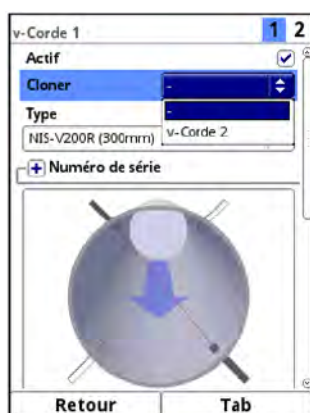 v-Corde 1 1 2
Actif
Cloner -
-
Type v-Corde 2
NIS-V200R (300mm)
Numéro de série
Retour Tab